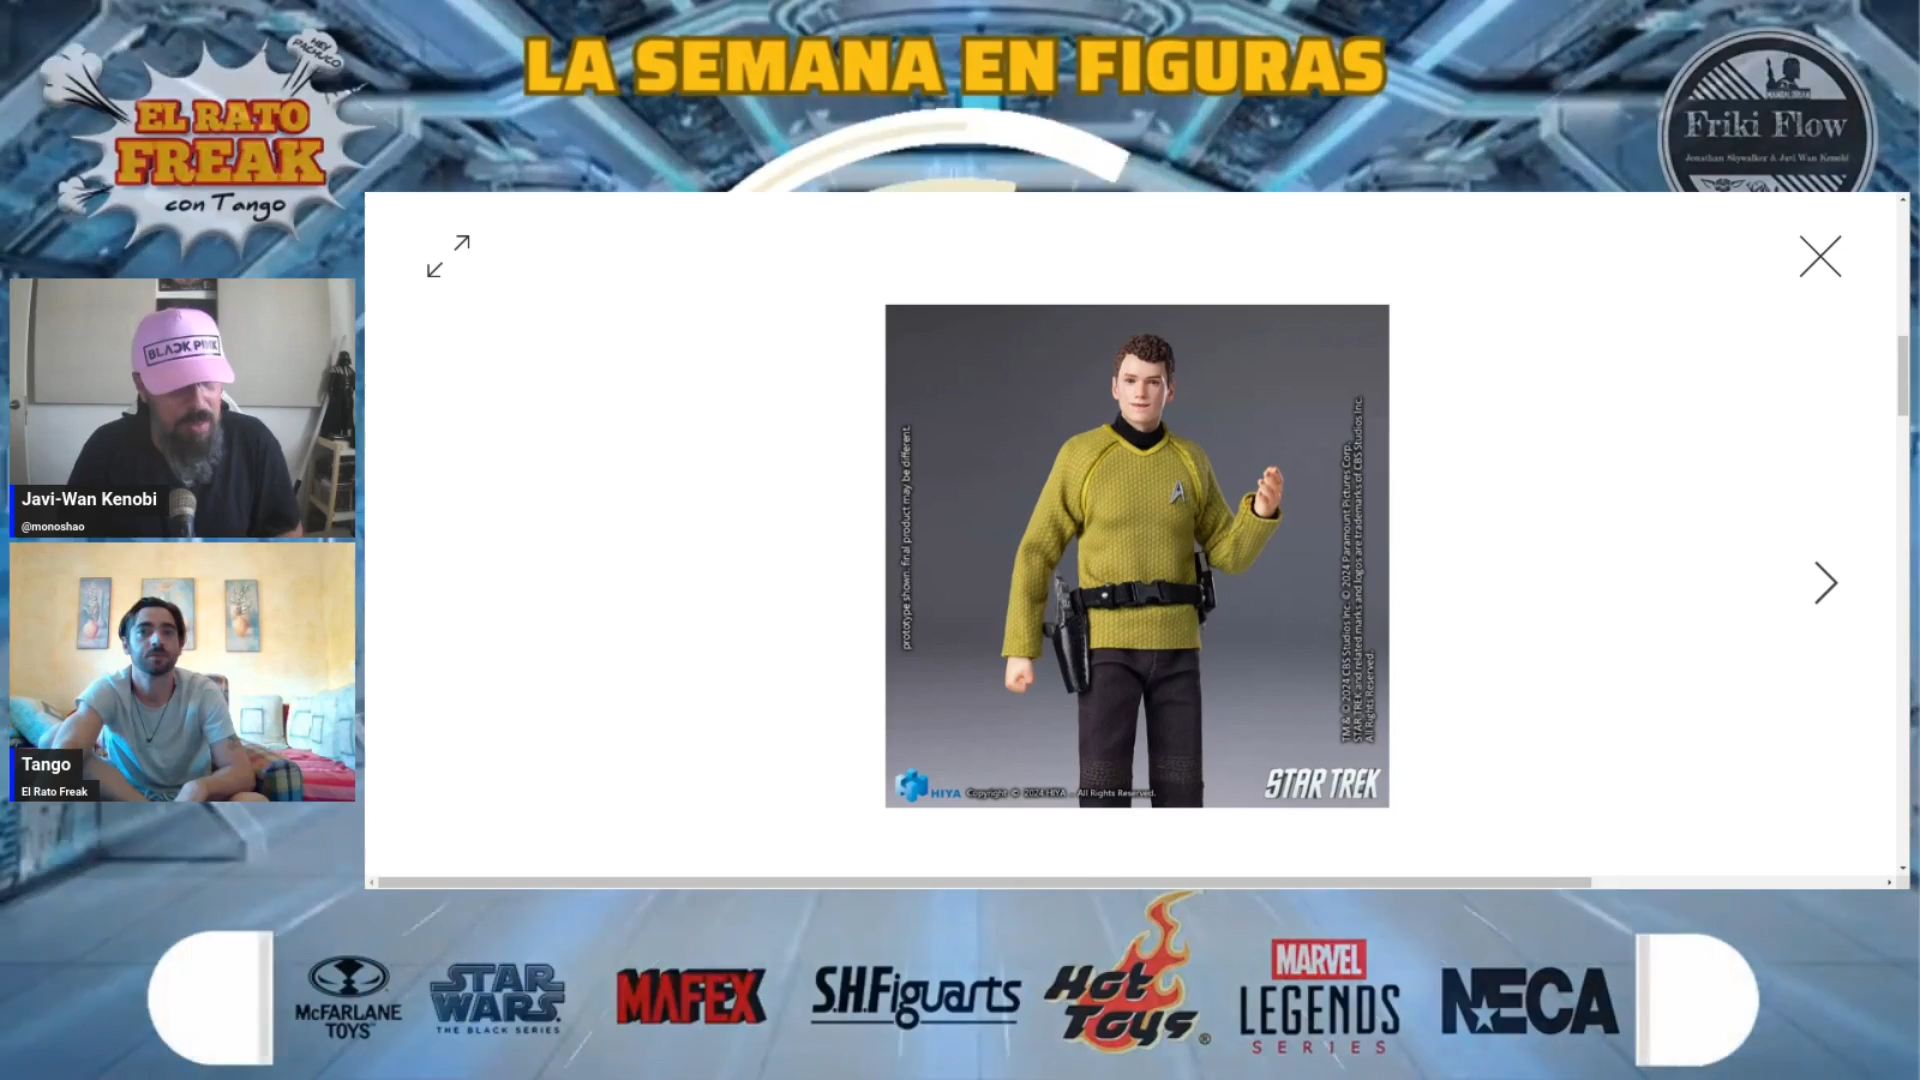 LA SEMANA EN FIGURAS
HEY
PACHUCO
EL RATO
FREAK
con Tango
MANDALORIAN
Friki Flow
Jonathan Skywalker & Javi Wan Kenobi
BLACKPINK
Javi-Wan Kenobi
@monoshao
Tango
El Rato Freak
prototype shown. final product may be different.
TM & © 2024 CBS Studios Inc. © 2024 Paramount Pictures Corp.
STAR TREK and related marks and logos are trademarks of CBS Studios Inc.
All Rights Reserved.
HIYA Copyright © 2024 HIYA - All Rights Reserved.
STAR TREK
McFARLANE
TOYS™
STAR
WARS.
THE BLACK SERIES
MAFEX
S.H.Figuarts
Hot
Toys®
MARVEL
LEGENDS
SERIES
NECA